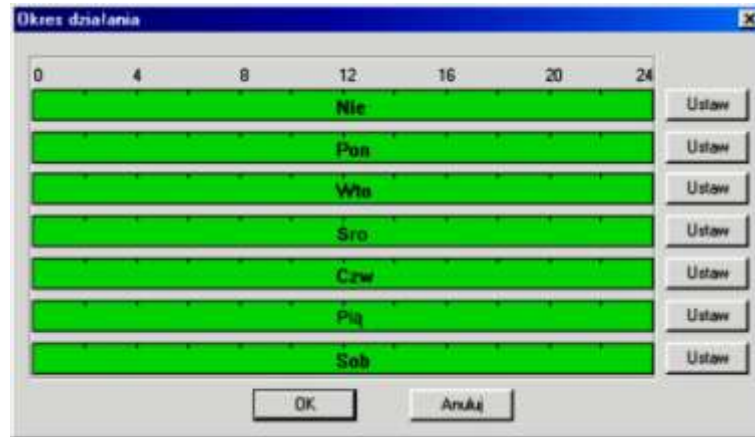 Okres działania
0 4 8 12 16 20 24
Nie Ustaw
Pon Ustaw
Wto Ustaw
Sro Ustaw
Czw Ustaw
Pią Ustaw
Sob Ustaw
OK Anuluj